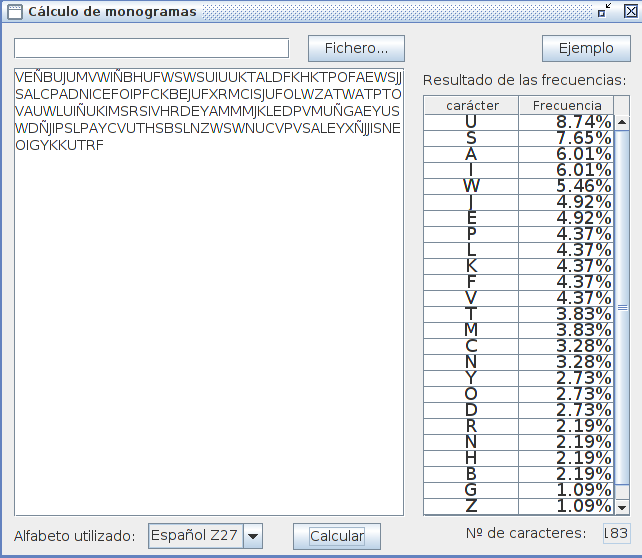 Cálculo de monogramas
Fichero...
Ejemplo
VEÑBUJUMVWIÑBHUFWSWSUIUUKTALDFKHKTPOFAEWSJJ
SALCPADNICEFOIPFCKBEJUFXRMCISJUFOLWZATWATPTO
VAUWLUIÑUKIMSRSIVHRDEYAMMMJKLEDPVMUÑGAEYUS
WDÑJIPSLPAYCVUTHSBSLNZWSWNUCVPVSALEYXÑJJISNE
OIGYKKUTRF
Resultado de las frecuencias:
carácter Frecuencia
U 8.74%
S 7.65%
A 6.01%
I 6.01%
W 5.46%
J 4.92%
E 4.92%
P 4.37%
L 4.37%
K 4.37%
F 4.37%
V 4.37%
T 3.83%
M 3.83%
C 3.28%
N 3.28%
Y 2.73%
O 2.73%
D 2.73%
R 2.19%
N 2.19%
H 2.19%
B 2.19%
G 1.09%
Z 1.09%
Alfabeto utilizado: Español Z27
Calcular
Nº de caracteres: 183